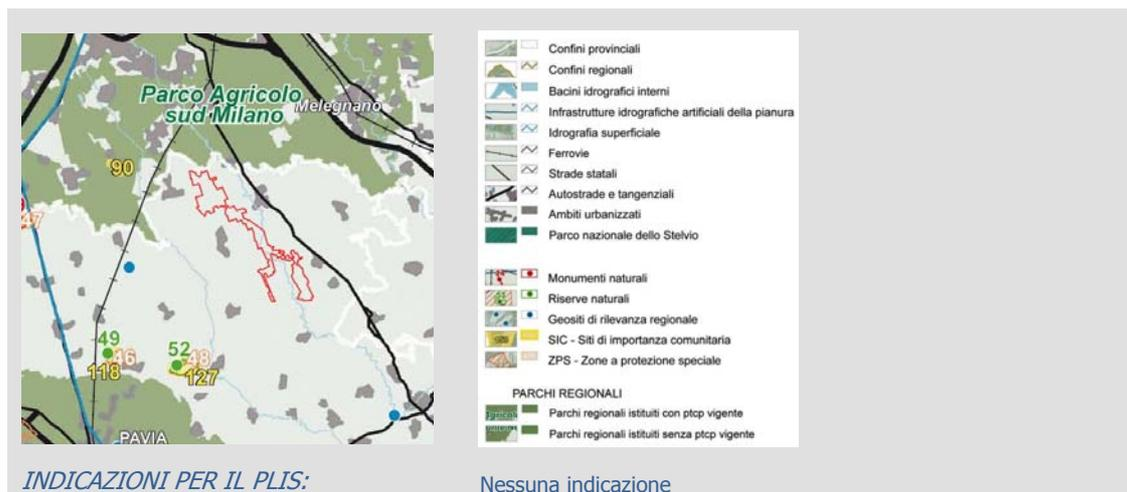 Parco Agricolo
sud Milano
Melegnano
90
47
49
46
118
52
48
127
PAVIA
Confini provinciali
Confini regionali
Bacini idrografici interni
Infrastrutture idrografiche artificiali della pianura
Idrografia superficiale
Ferrovie
Strade statali
Autostrade e tangenziali
Ambiti urbanizzati
Parco nazionale dello Stelvio
Monumenti naturali
Riserve naturali
Geositi di rilevanza regionale
SIC - Siti di importanza comunitaria
ZPS - Zone a protezione speciale
PARCHI REGIONALI
Parchi regionali istituiti con ptcp vigente
Parchi regionali istituiti senza ptcp vigente
INDICAZIONI PER IL PLIS:
Nessuna indicazione